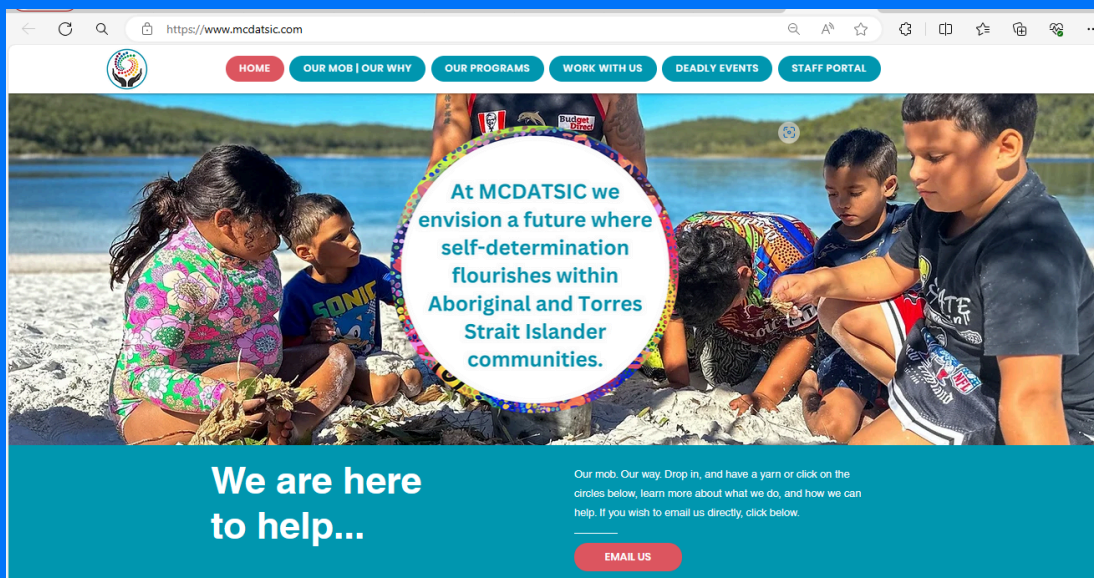 https://www.mcdatsic.com
HOME
OUR MOB | OUR WHY
OUR PROGRAMS
WORK WITH US
DEADLY EVENTS
STAFF PORTAL
Budget
Direct
At MCDATSIC we
envision a future where
self-determination
flourishes within
Aboriginal and Torres
Strait Islander
communities.
SONIC
NFL
We are here
to help...
Our mob. Our way. Drop in, and have a yarn or click on the
circles below, learn more about what we do, and how we can
help. If you wish to email us directly, click below.
EMAIL US